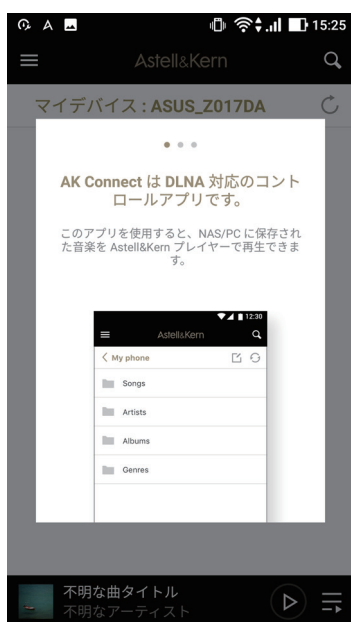 A
15:25
Astell&Kern
マイデバイス : ASUS_Z017DA
AK Connect は DLNA 対応のコント
ロールアプリです。
このアプリを使用すると、NAS/PC に保存され
た音楽を Astell&Kern プレイヤーで再生できま
す。
12:30
Astell&Kern
My phone
Songs
Artists
Albums
Genres
不明な曲タイトル
不明なアーティスト